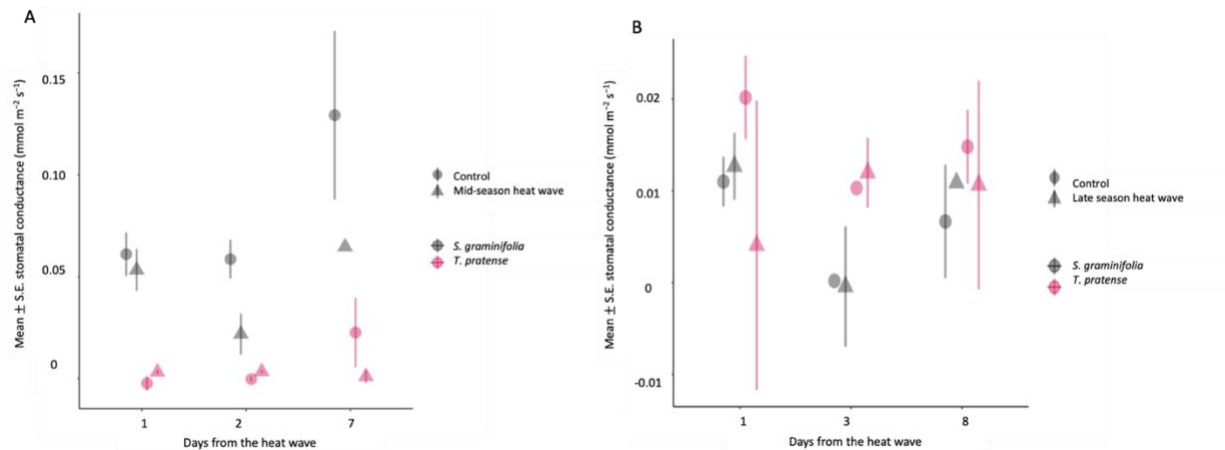 A
Mean ± S.E. stomatal conductance (mmol m⁻² s⁻¹)
0.15
0.10
0.05
0
1 2 7
Days from the heat wave
Control
Mid-season heat wave
S. graminifolia
T. pratense
B
Mean ± S.E. stomatal conductance (mmol m⁻² s⁻¹)
0.02
0.01
0
-0.01
1 3 8
Days from the heat wave
Control
Late season heat wave
S. graminifolia
T. pratense